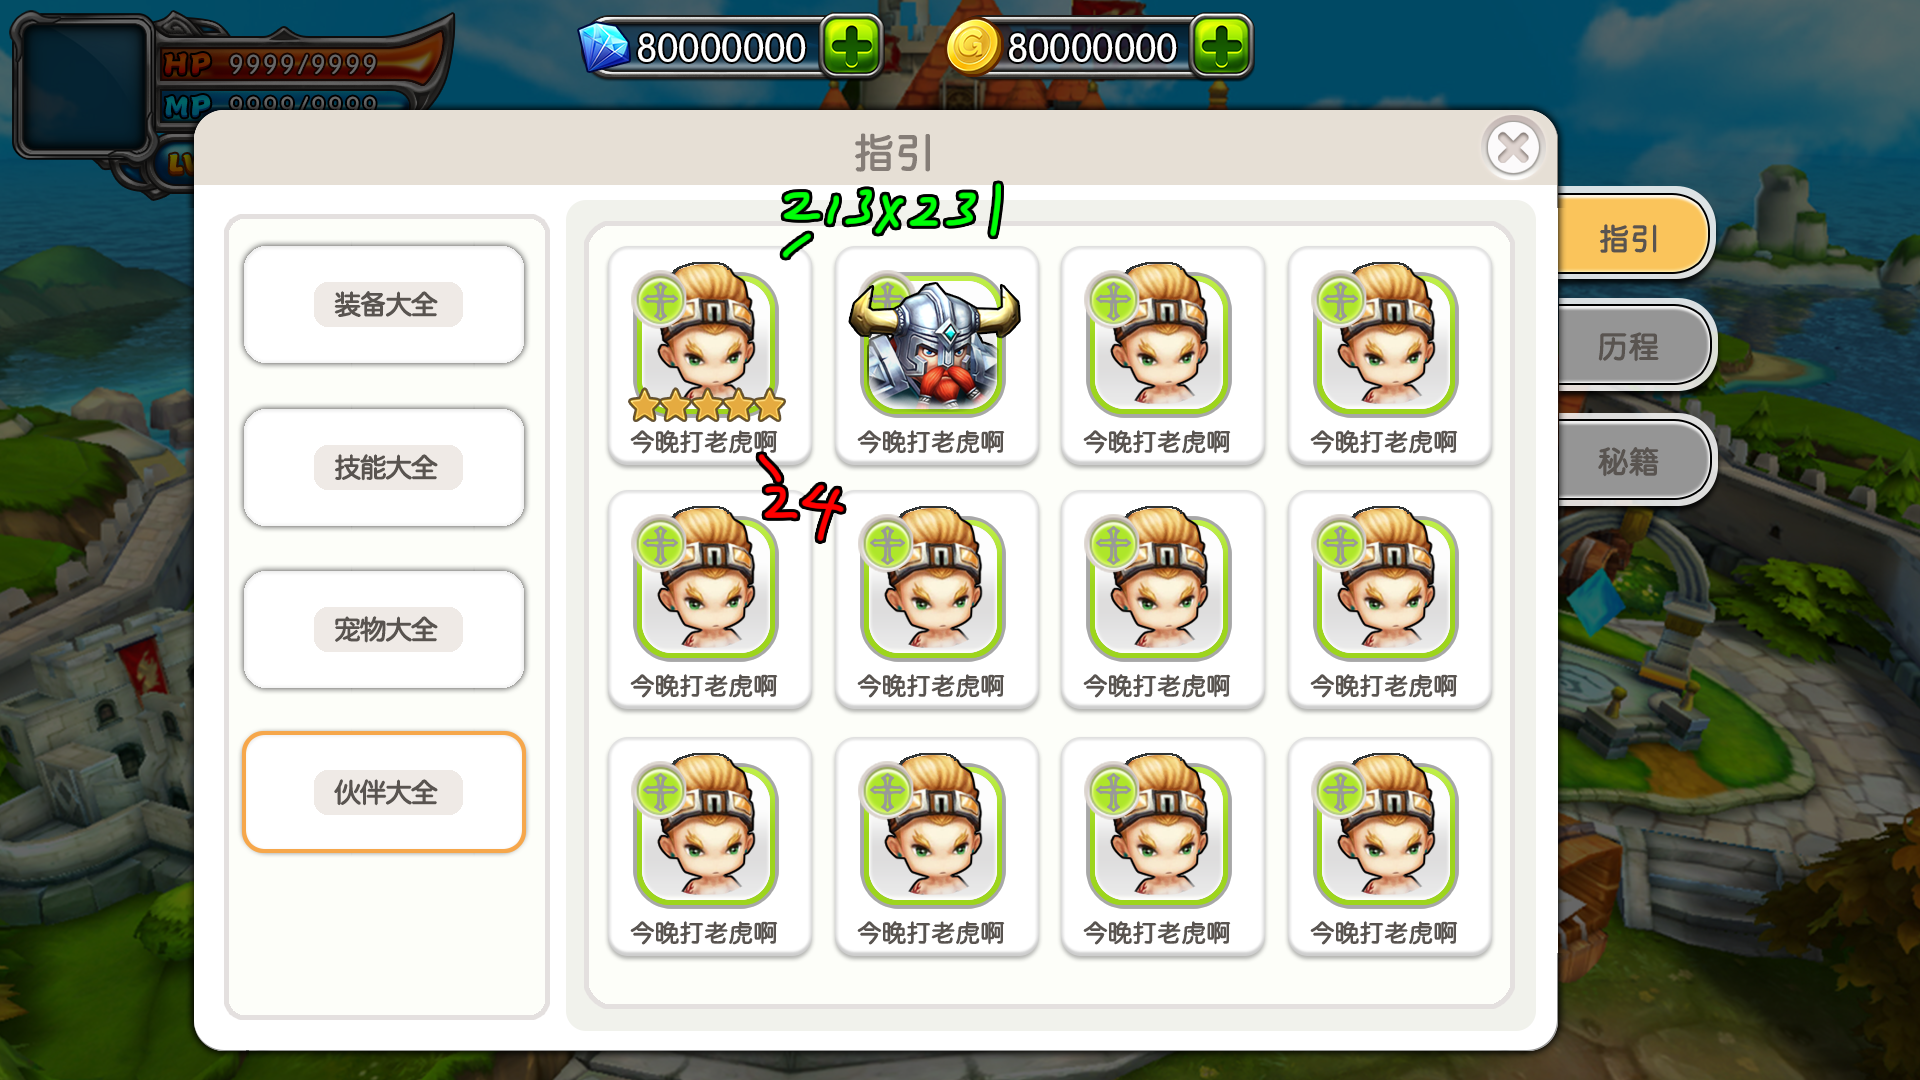 HP 9999/9999
80000000
80000000
MP 9999/9999
LV
指引
213x231
装备大全
技能大全
宠物大全
伙伴大全
今晚打老虎啊
今晚打老虎啊
今晚打老虎啊
今晚打老虎啊
24
今晚打老虎啊
今晚打老虎啊
今晚打老虎啊
今晚打老虎啊
今晚打老虎啊
今晚打老虎啊
今晚打老虎啊
今晚打老虎啊
指引
历程
秘籍